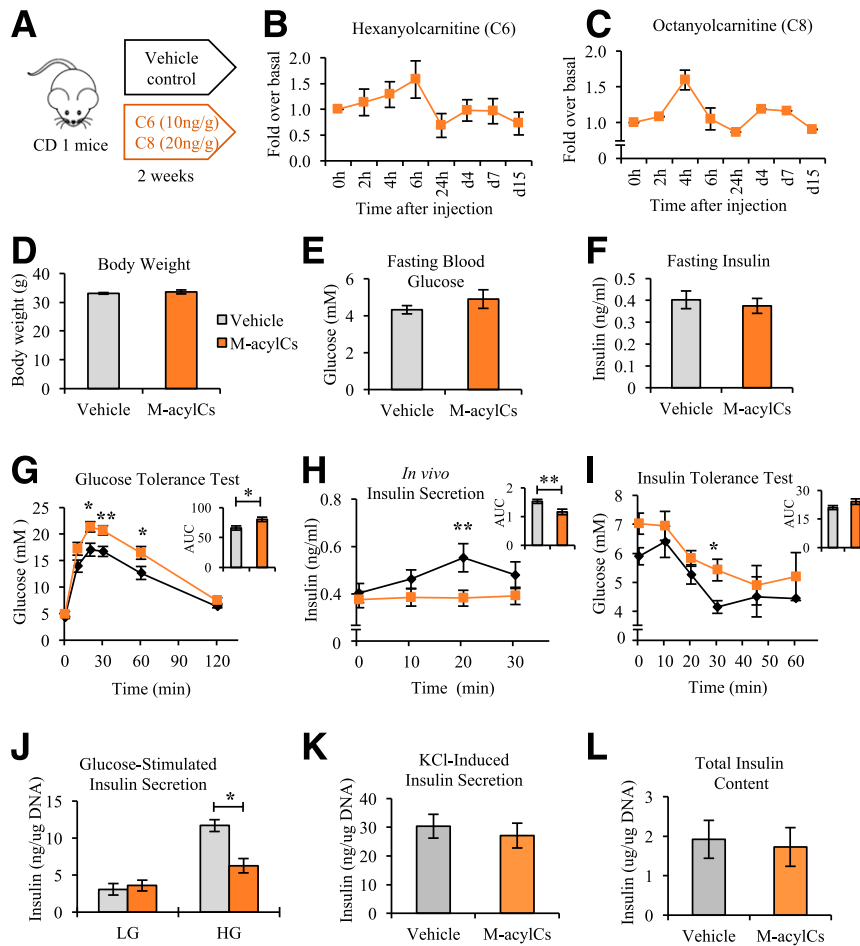 A
Vehicle
control
C6 (10ng/g)
C8 (20ng/g)
CD 1 mice
2 weeks
B
Hexanyolcarnitine (C6)
Fold over basal
2.0
1.5
1.0
0.5
0
0h
2h
4h
6h
24h
d4
d7
d15
Time after injection
C
Octanyolcarnitine (C8)
Fold over basal
2.0
1.5
1.0
0
0h
2h
4h
6h
24h
d4
d7
d15
Time after injection
D
Body Weight
Body weight (g)
50
40
30
20
10
0
Vehicle
M-acylCs
Vehicle
M-acylCs
E
Fasting Blood
Glucose
Glucose (mM)
6
4
2
0
Vehicle
M-acylCs
F
Fasting Insulin
Insulin (ng/ml)
0.5
0.4
0.3
0.2
0.1
0
Vehicle
M-acylCs
G
Glucose Tolerance Test
Glucose (mM )
25
20
15
10
5
0
* ** *
0 30 60 90 120
Time (min)
AUC
100
50
0
*
H
In vivo
Insulin Secretion
Insulin (ng/ml)
0.8
0.6
0.4
0
**
0 10 20 30
Time (min)
AUC
2
1
0
**
I
Insulin Tolerance Test
Glucose (mM)
8
7
6
5
4
0
*
0 10 20 30 40 50 60
Time (min)
AUC
30
15
0
J
Glucose-Stimulated
Insulin Secretion
Insulin (ng/ug DNA)
15
10
5
0
*
LG
HG
K
KCl-Induced
Insulin Secretion
Insulin (ng/ug DNA)
40
30
20
10
0
Vehicle
M-acylCs
L
Total Insulin
Content
Insulin (ug/ug DNA)
3
2
1
0
Vehicle
M-acylCs